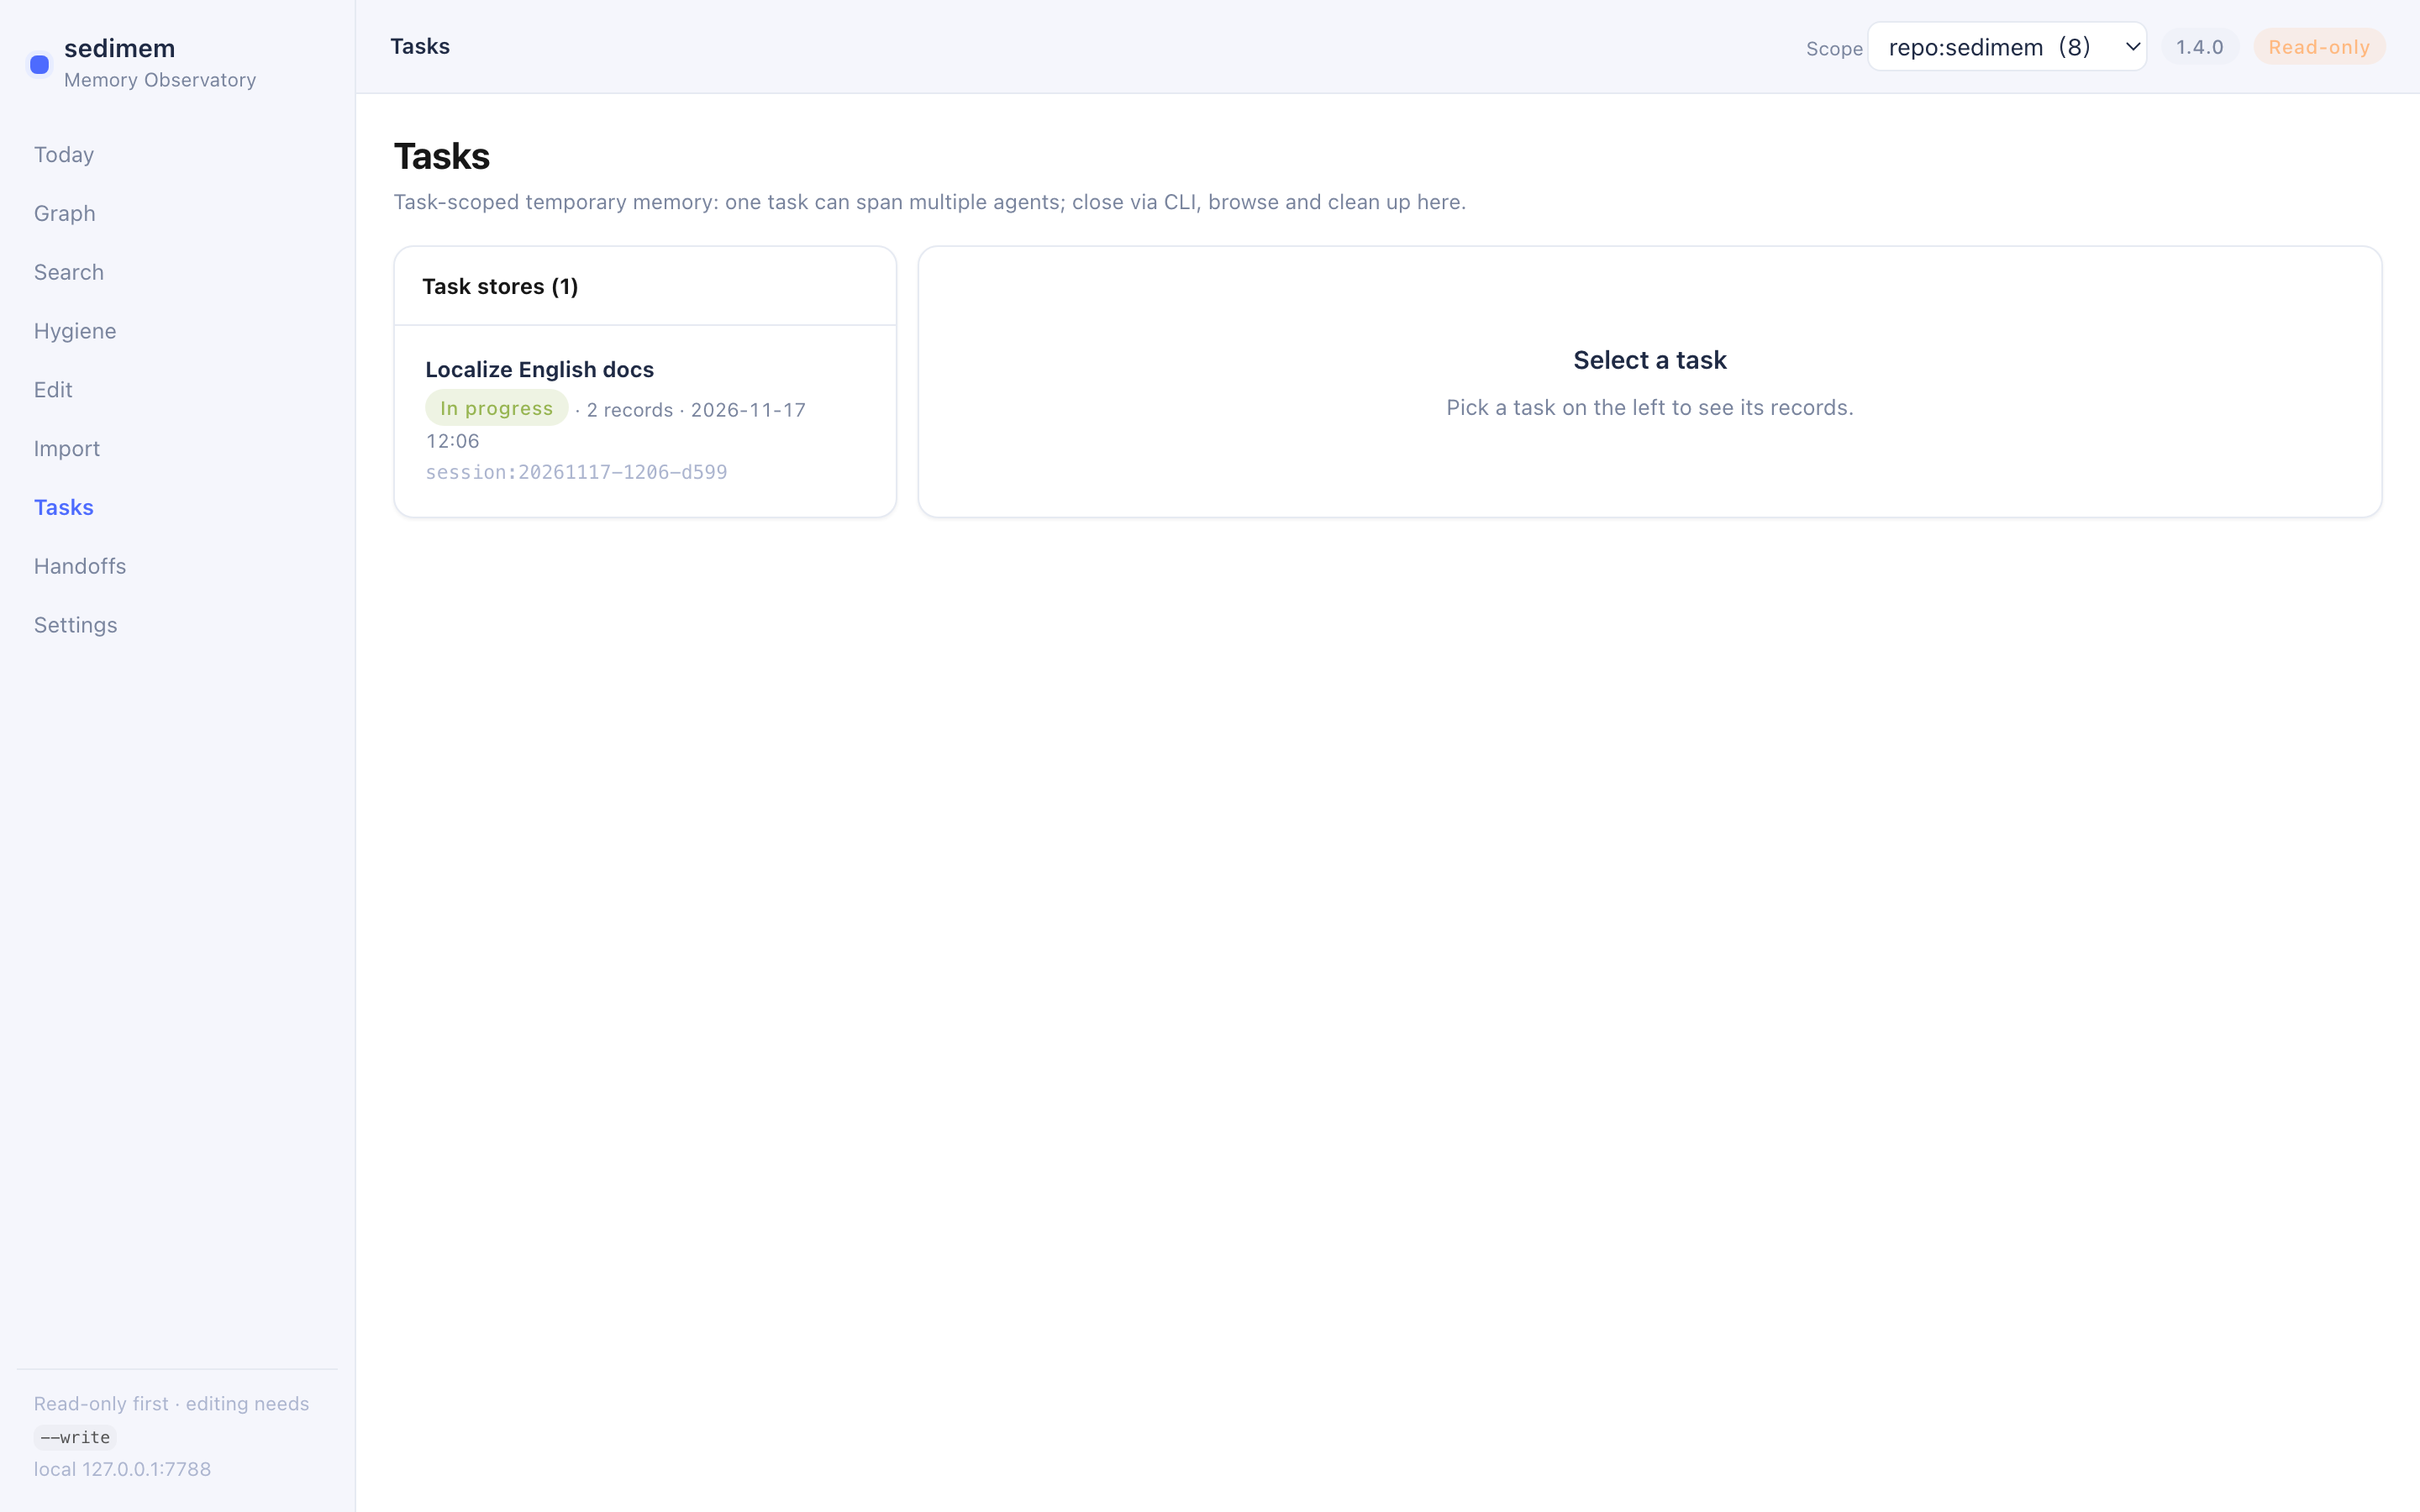 sedimem
Memory Observatory
Today
Graph
Search
Hygiene
Edit
Import
Tasks
Handoffs
Settings
Read-only first · editing needs
--write
local 127.0.0.1:7788
Tasks
Scope repo:sedimem (8) 1.4.0 Read-only
Tasks
Task-scoped temporary memory: one task can span multiple agents; close via CLI, browse and clean up here.
Task stores (1)
Localize English docs
In progress · 2 records · 2026-11-17
12:06
session:20261117-1206-d599
Select a task
Pick a task on the left to see its records.